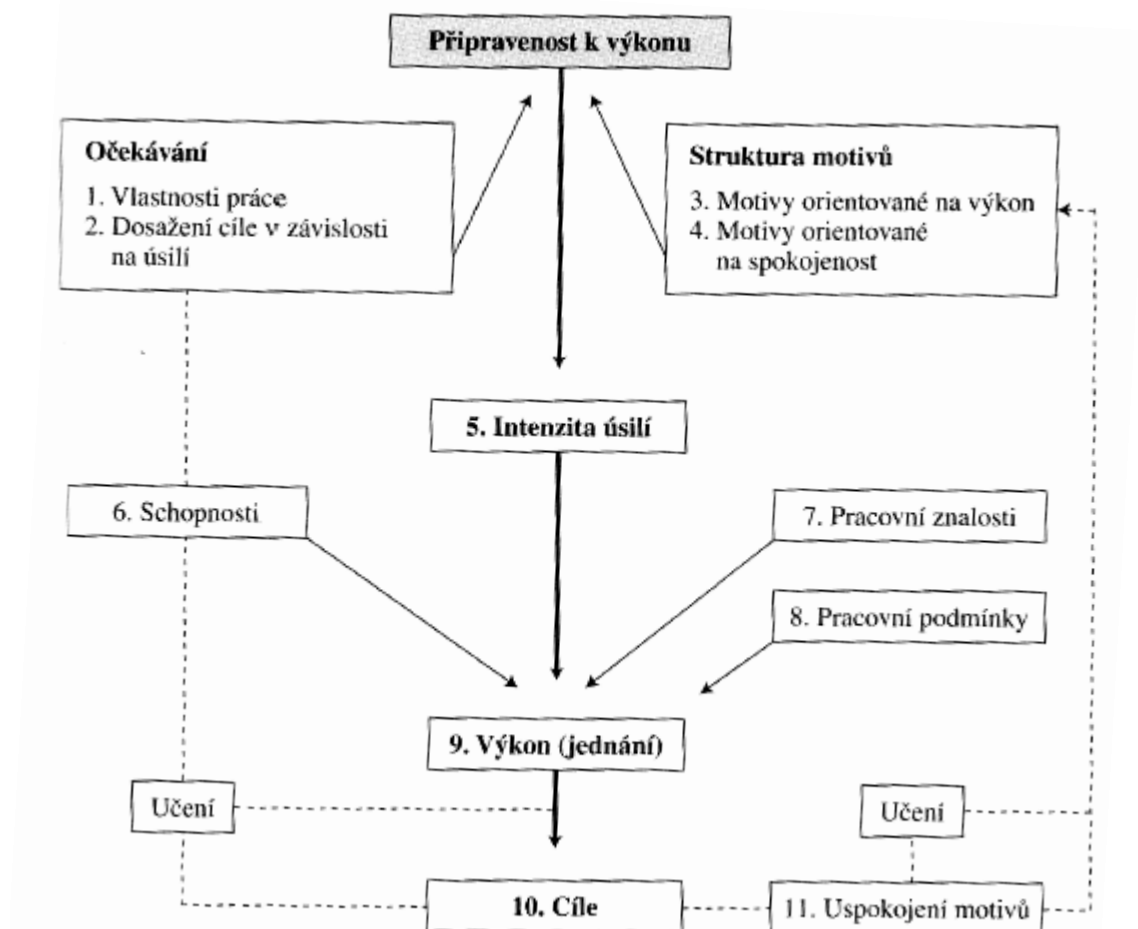 Připravenost k výkonu
Očekávání
1. Vlastnosti práce
2. Dosažení cíle v závislosti
na úsilí
Struktura motivů
3. Motivy orientované na výkon
4. Motivy orientované
na spokojenost
5. Intenzita úsilí
6. Schopnosti
7. Pracovní znalosti
8. Pracovní podmínky
9. Výkon (jednání)
Učení
Učení
10. Cíle
11. Uspokojení motivů